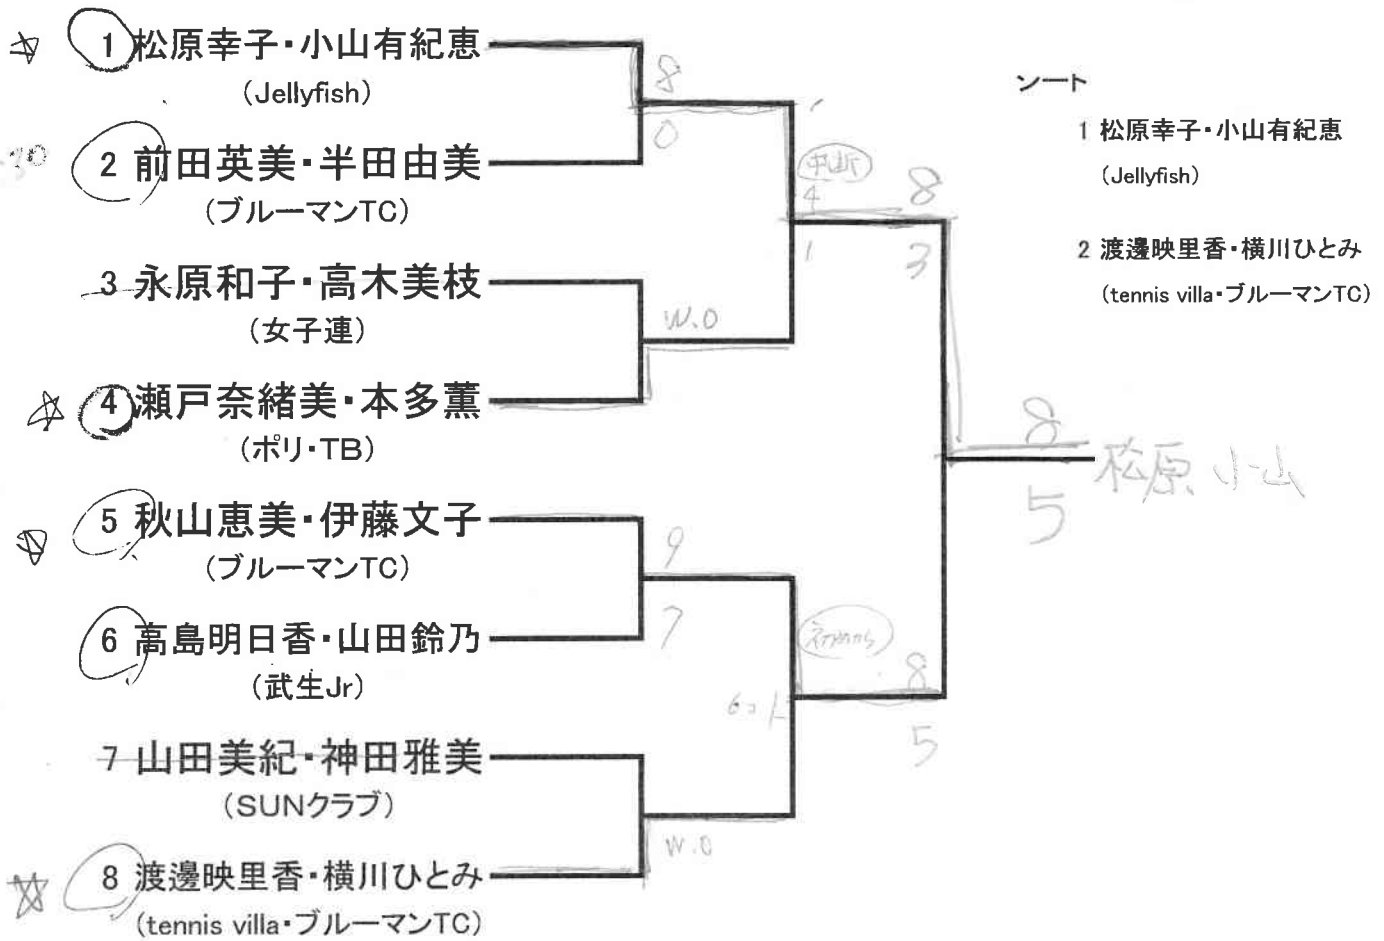 1 松原幸子・小山有紀恵
(Jellyfish)
2 前田英美・半田由美
(ブルーマンTC)
3 永原和子・高木美枝
(女子連)
4 瀬戸奈緒美・本多薫
(ポリ・TB)
5 秋山恵美・伊藤文子
(ブルーマンTC)
6 高島明日香・山田鈴乃
(武生Jr)
7 山田美紀・神田雅美
(SUNクラブ)
8 渡邊映里香・横川ひとみ
(tennis villa・ブルーマンTC)
8
0
W.O
9
7
W.O
中断
4
1
8
3
8
5
8
5
松原 小山
ソート
1 松原幸子・小山有紀恵
(Jellyfish)
2 渡邊映里香・横川ひとみ
(tennis villa・ブルーマンTC)